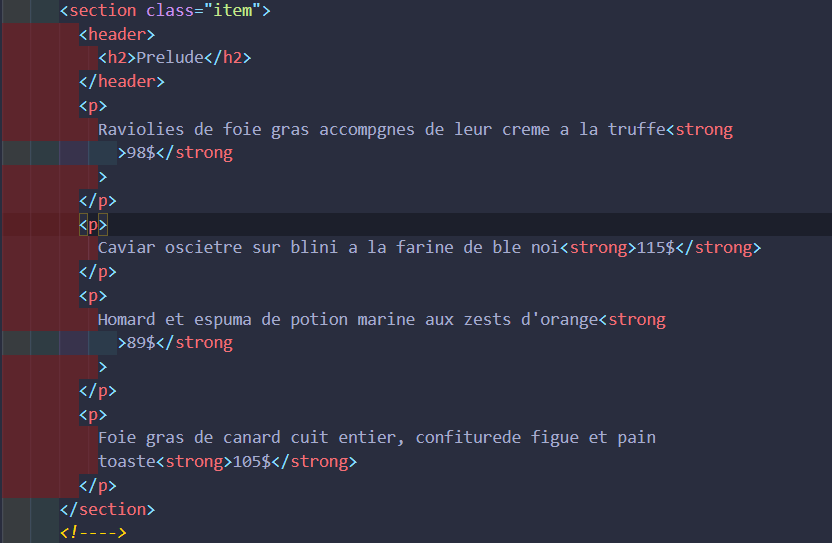 <section class="item">
<header>
<h2>Prelude</h2>
</header>
<p>
Raviolies de foie gras accompgnes de leur creme a la truffe<strong
>98$</strong
>
</p>
<p>
Caviar oscietre sur blini a la farine de ble noi<strong>115$</strong>
</p>
<p>
Homard et espuma de potion marine aux zests d'orange<strong
>89$</strong
>
</p>
<p>
Foie gras de canard cuit entier, confiturede figue et pain
toaste<strong>105$</strong>
</p>
</section>
<!---->